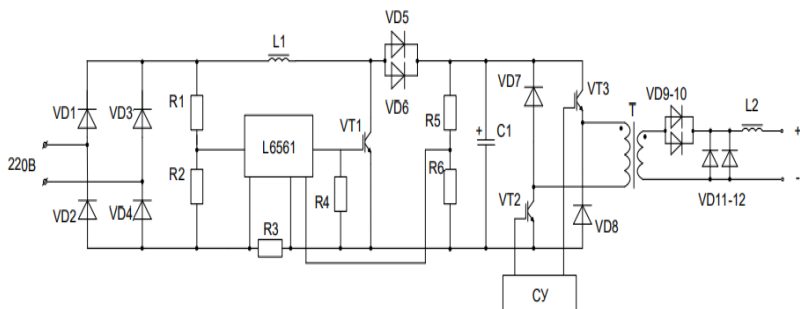 VD5
L1
VD6
VD1
VD3
R1
L6561
VT1
R5
C1
+
VD7
VT3
T
VD9-10
L2
+
220В
R2
R4
R6
-
VD2
VD4
R3
VT2
VD8
VD11-12
СУ